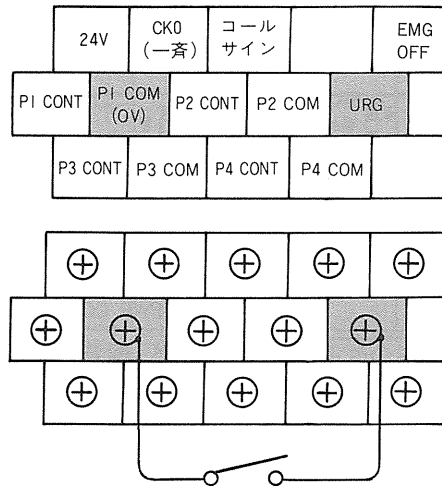 24V
CK0
(一斉)
コール
サイン
EMG
OFF
P1 CONT
P1 COM
(0V)
P2 CONT
P2 COM
URG
P3 CONT
P3 COM
P4 CONT
P4 COM